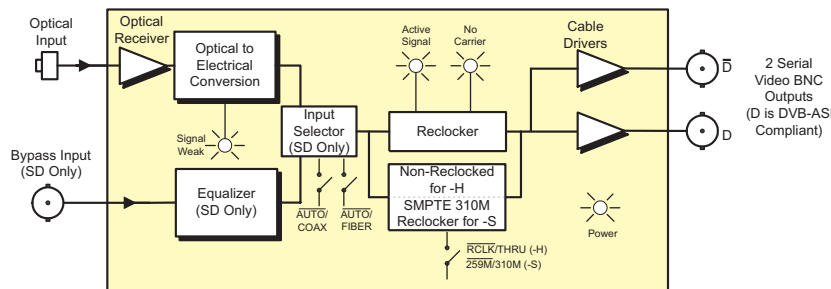 Optical
Input
Optical
Receiver
Optical to
Electrical
Conversion
Signal
Weak
Bypass Input
(SD Only)
Equalizer
(SD Only)
Input
Selector
(SD Only)
AUTO/
COAX
AUTO/
FIBER
Active
Signal
No
Carrier
Reclocker
Non-Reclocked
for -H
SMPTE 310M
Reclocker for -S
RCLK/THRU (-H)
259M/310M (-S)
Cable
Drivers
Power
D
D
2 Serial
Video BNC
Outputs
(D is DVB-AS
Compliant)